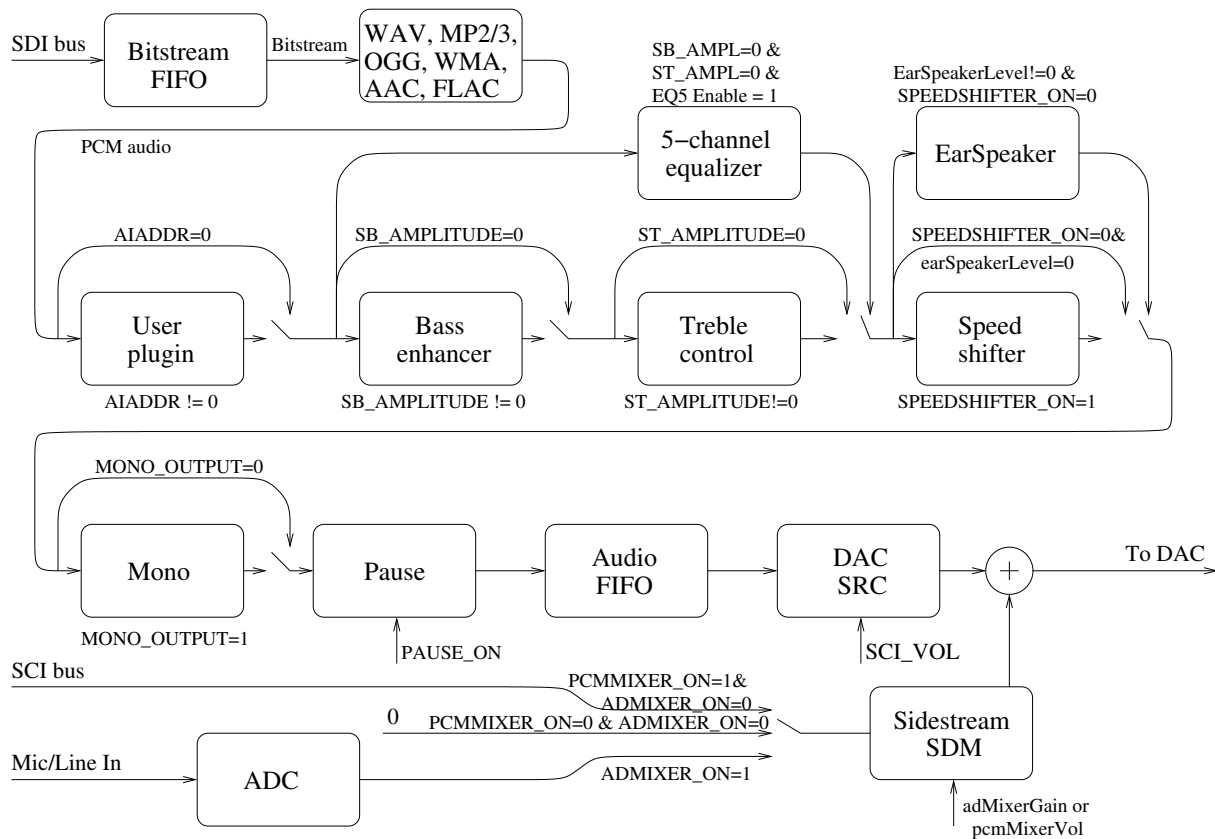 SDI bus
Bitstream
FIFO
Bitstream
WAV, MP2/3,
OGG, WMA,
AAC, FLAC
SB_AMPL=0 &
ST_AMPL=0 &
EQ5 Enable = 1
EarSpeakerLevel!=0 &
SPEEDSHIFTER_ON=0
PCM audio
5−channel
equalizer
EarSpeaker
AIADDR=0
SB_AMPLITUDE=0
ST_AMPLITUDE=0
SPEEDSHIFTER_ON=0&
earSpeakerLevel=0
User
plugin
Bass
enhancer
Treble
control
Speed
shifter
AIADDR != 0
SB_AMPLITUDE != 0
ST_AMPLITUDE!=0
SPEEDSHIFTER_ON=1
MONO_OUTPUT=0
Mono
Pause
Audio
FIFO
DAC
SRC
+
To DAC
MONO_OUTPUT=1
PAUSE_ON
SCI_VOL
SCI bus
PCMMIXER_ON=1&
ADMIXER_ON=0
0
PCMMIXER_ON=0 & ADMIXER_ON=0
Sidestream
SDM
Mic/Line In
ADC
ADMIXER_ON=1
adMixerGain or
pcmMixerVol